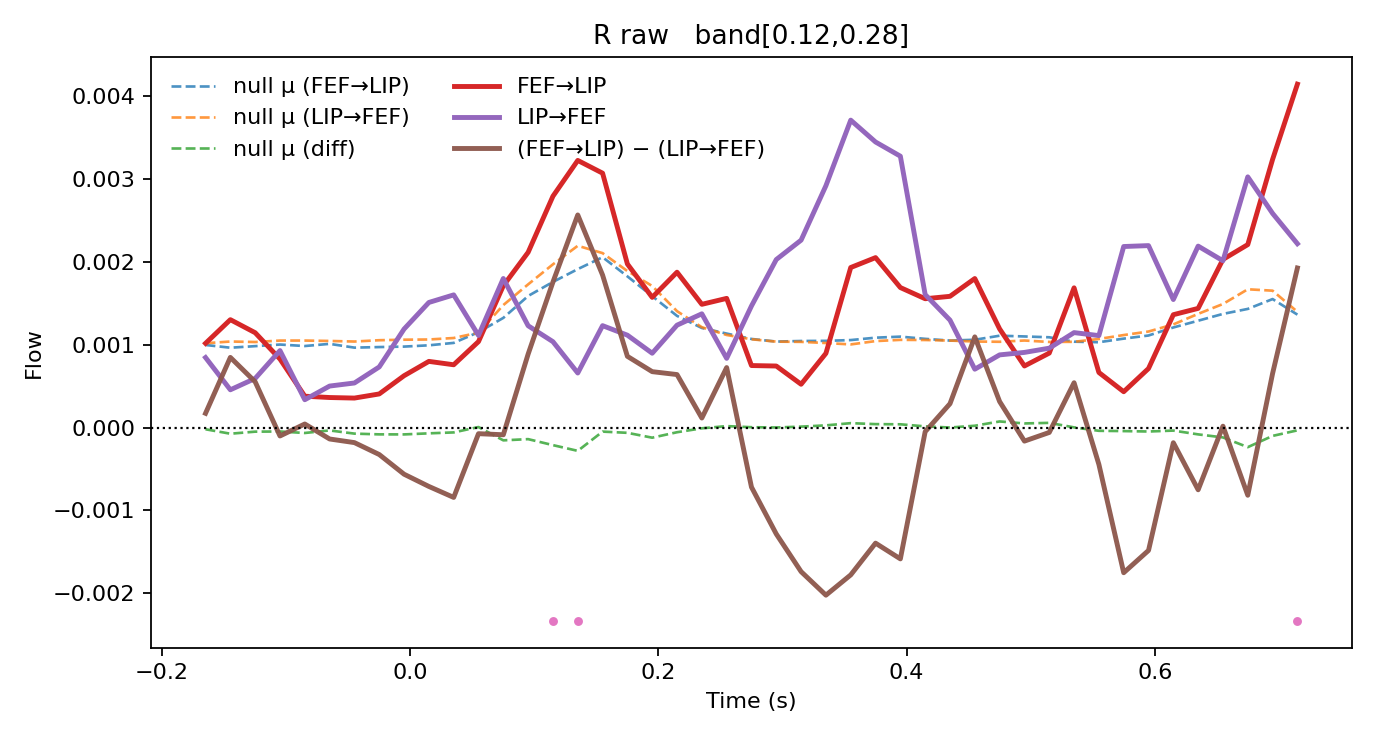 R raw   band[0.12,0.28]
null μ (FEF→LIP)
null μ (LIP→FEF)
null μ (diff)
FEF→LIP
LIP→FEF
(FEF→LIP) − (LIP→FEF)
Flow
0.004
0.003
0.002
0.001
0.000
−0.001
−0.002
−0.2
0.0
0.2
0.4
0.6
Time (s)